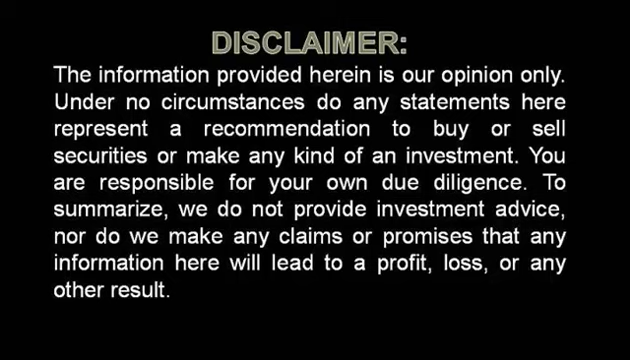 DISCLAIMER:
The information provided herein is our opinion only.
Under no circumstances do any statements here
represent a recommendation to buy or sell
securities or make any kind of an investment. You
are responsible for your own due diligence. To
summarize, we do not provide investment advice,
nor do we make any claims or promises that any
information here will lead to a profit, loss, or any
other result.